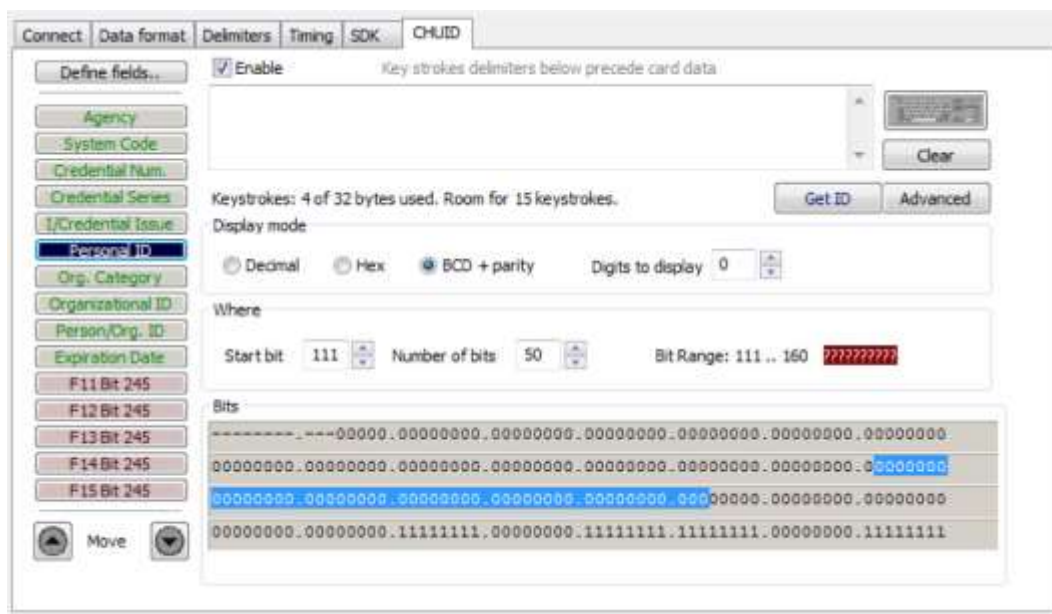 Connect Data format Delimiters Timing SDK CHUID
Define fields..
Enable Key strokes delimiters below precede card data
Agency
System Code
Credential Num.
Credential Series
I/Credential Issue
Personal ID
Org. Category
Organizational ID
Person/Org. ID
Expiration Date
F11 Bit 245
F12 Bit 245
F13 Bit 245
F14 Bit 245
F15 Bit 245
Move
Clear
Keystrokes: 4 of 32 bytes used. Room for 15 keystrokes.
Get ID Advanced
Display mode
Decimal Hex BCD + parity Digits to display 0
Where
Start bit 111 Number of bits 50 Bit Range: 111 .. 160 ??????????
Bits
--------.---00000.00000000.00000000.00000000.00000000.00000000.00000000
00000000.00000000.00000000.00000000.00000000.00000000.00000000.00000000
00000000.00000000.00000000.00000000.00000000.00000000.00000000.00000000
00000000.00000000.11111111.00000000.11111111.11111111.00000000.11111111